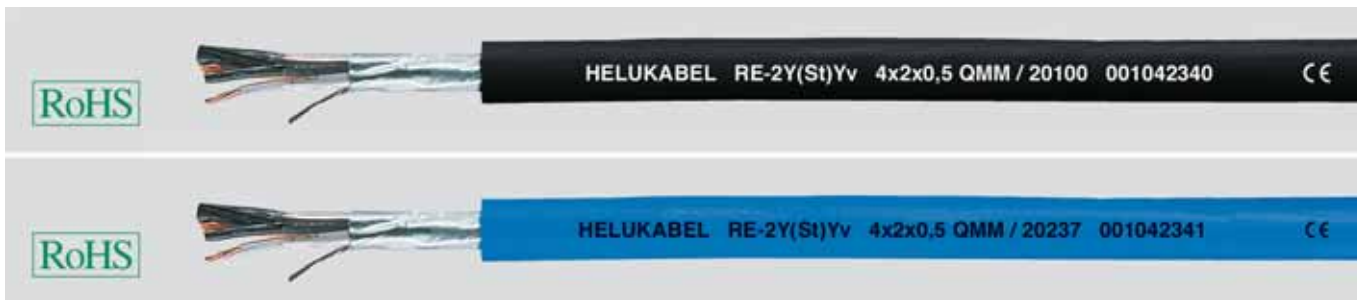 RoHS
HELUKABEL RE-2Y(St)Yv 4x2x0,5 QMM / 20100 001042340 CE
RoHS
HELUKABEL RE-2Y(St)Yv 4x2x0,5 QMM / 20237 001042341 CE